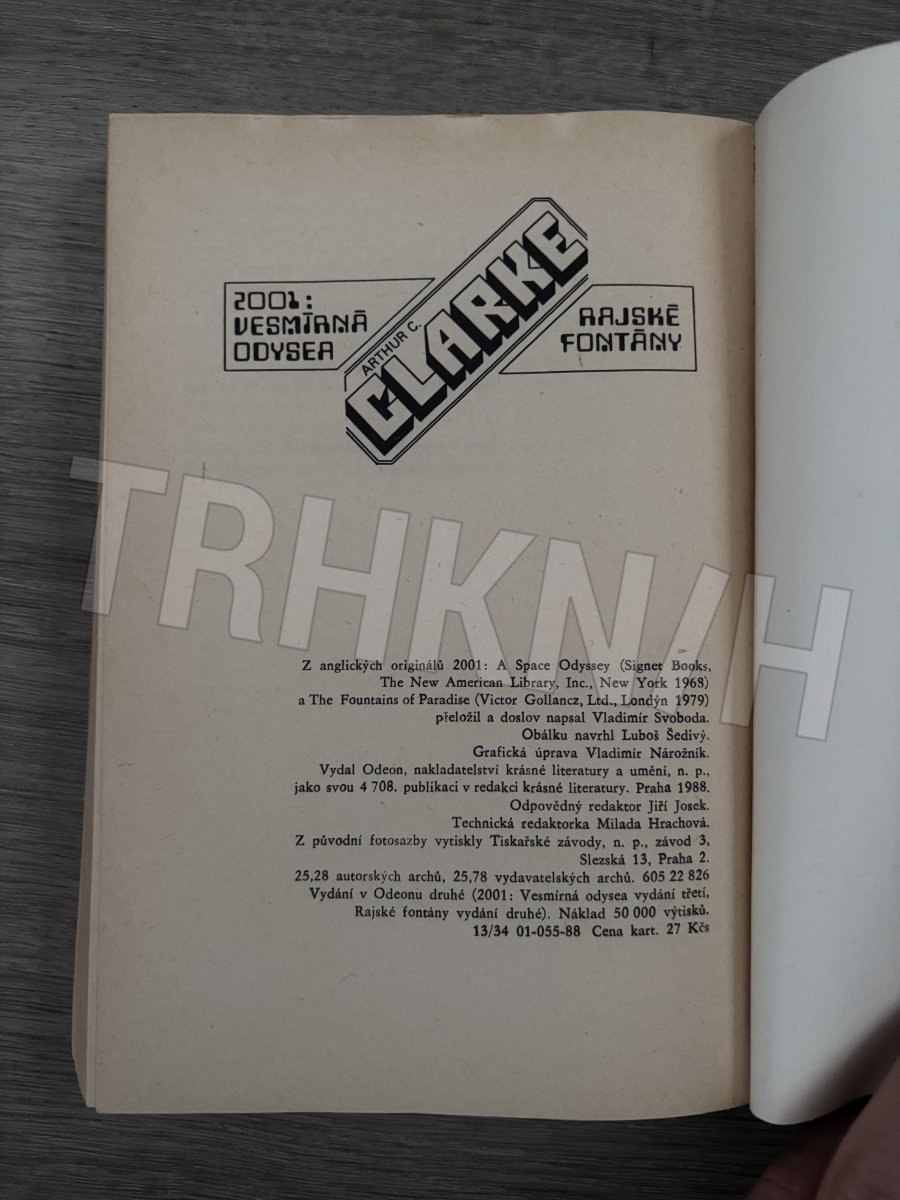 2001:
VESMÍRNÁ
ODYSEA
ARTHUR C.
CLARKE
RAJSKÉ
FONTÁNY
TRHKNIH
Z anglických originálů 2001: A Space Odyssey (Signet Books,
The New American Library, Inc., New York 1968)
a The Fountains of Paradise (Victor Gollancz, Ltd., Londýn 1979)
přeložil a doslov napsal Vladimír Svoboda.
Obálku navrhl Luboš Šedivý.
Grafická úprava Vladimír Nárožník.
Vydal Odeon, nakladatelství krásné literatury a umění, n. p.,
jako svou 4 708. publikaci v redakci krásné literatury. Praha 1988.
Odpovědný redaktor Jiří Josek.
Technická redaktorka Milada Hrachová.
Z původní fotosazby vytiskly Tiskařské závody, n. p., závod 3,
Slezská 13, Praha 2.
25,28 autorských archů, 25,78 vydavatelských archů. 605 22 826
Vydání v Odeonu druhé (2001: Vesmírná odysea vydání třetí,
Rajské fontány vydání druhé). Náklad 50 000 výtisků.
13/34 01-055-88 Cena kart. 27 Kčs